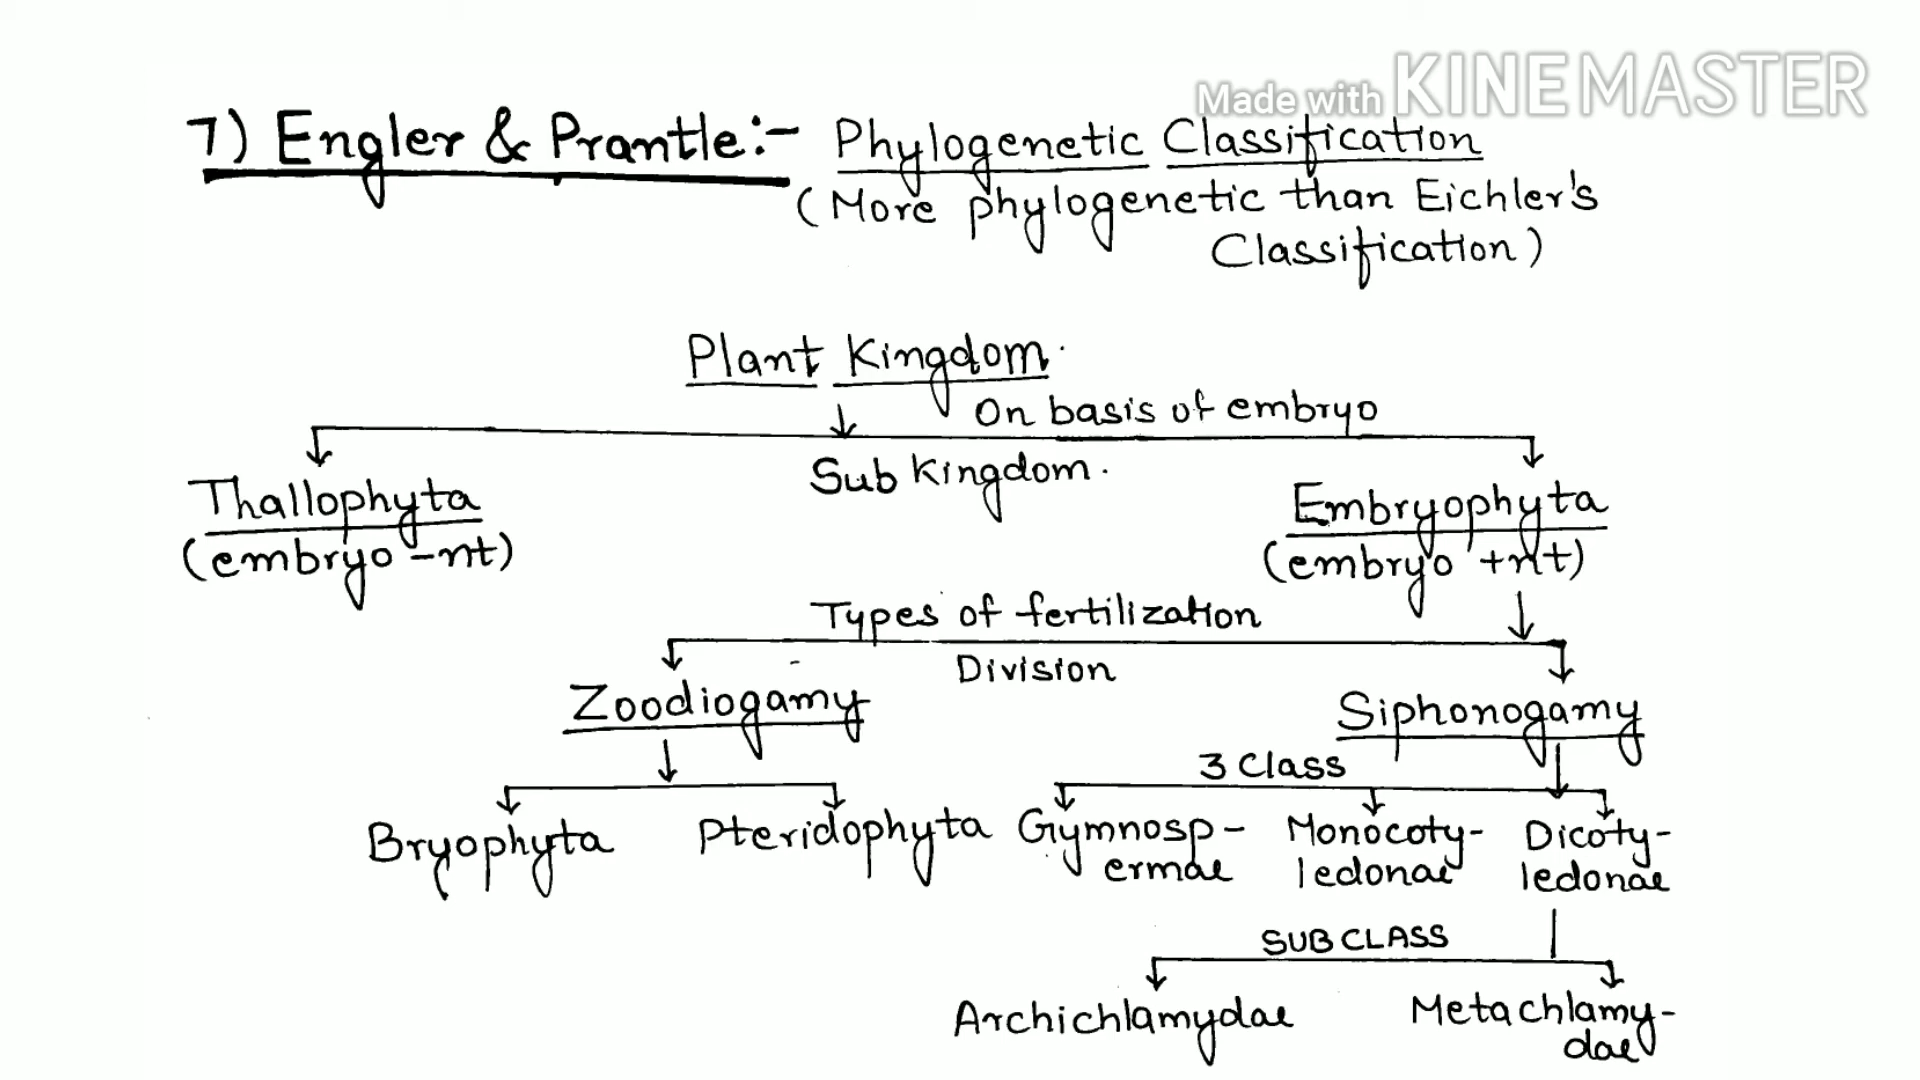 Made with KINEMASTER
7) Engler & Prantle:- Phylogenetic Classification
(More phylogenetic than Eichler's
Classification)
Plant Kingdom.
On basis of embryo
Sub Kingdom.
Thallophyta
(embryo -nt)
Embryophyta
(embryo +nt)
Types of fertilization
Division
Zoodiogamy
Siphonogamy
3 Class
Bryophyta
Pteridophyta
Gymnosp-
ermae
Monocoty-
ledonae
Dicoty-
ledonae
SUB CLASS
Archichlamydae
Metachlamy-
dae